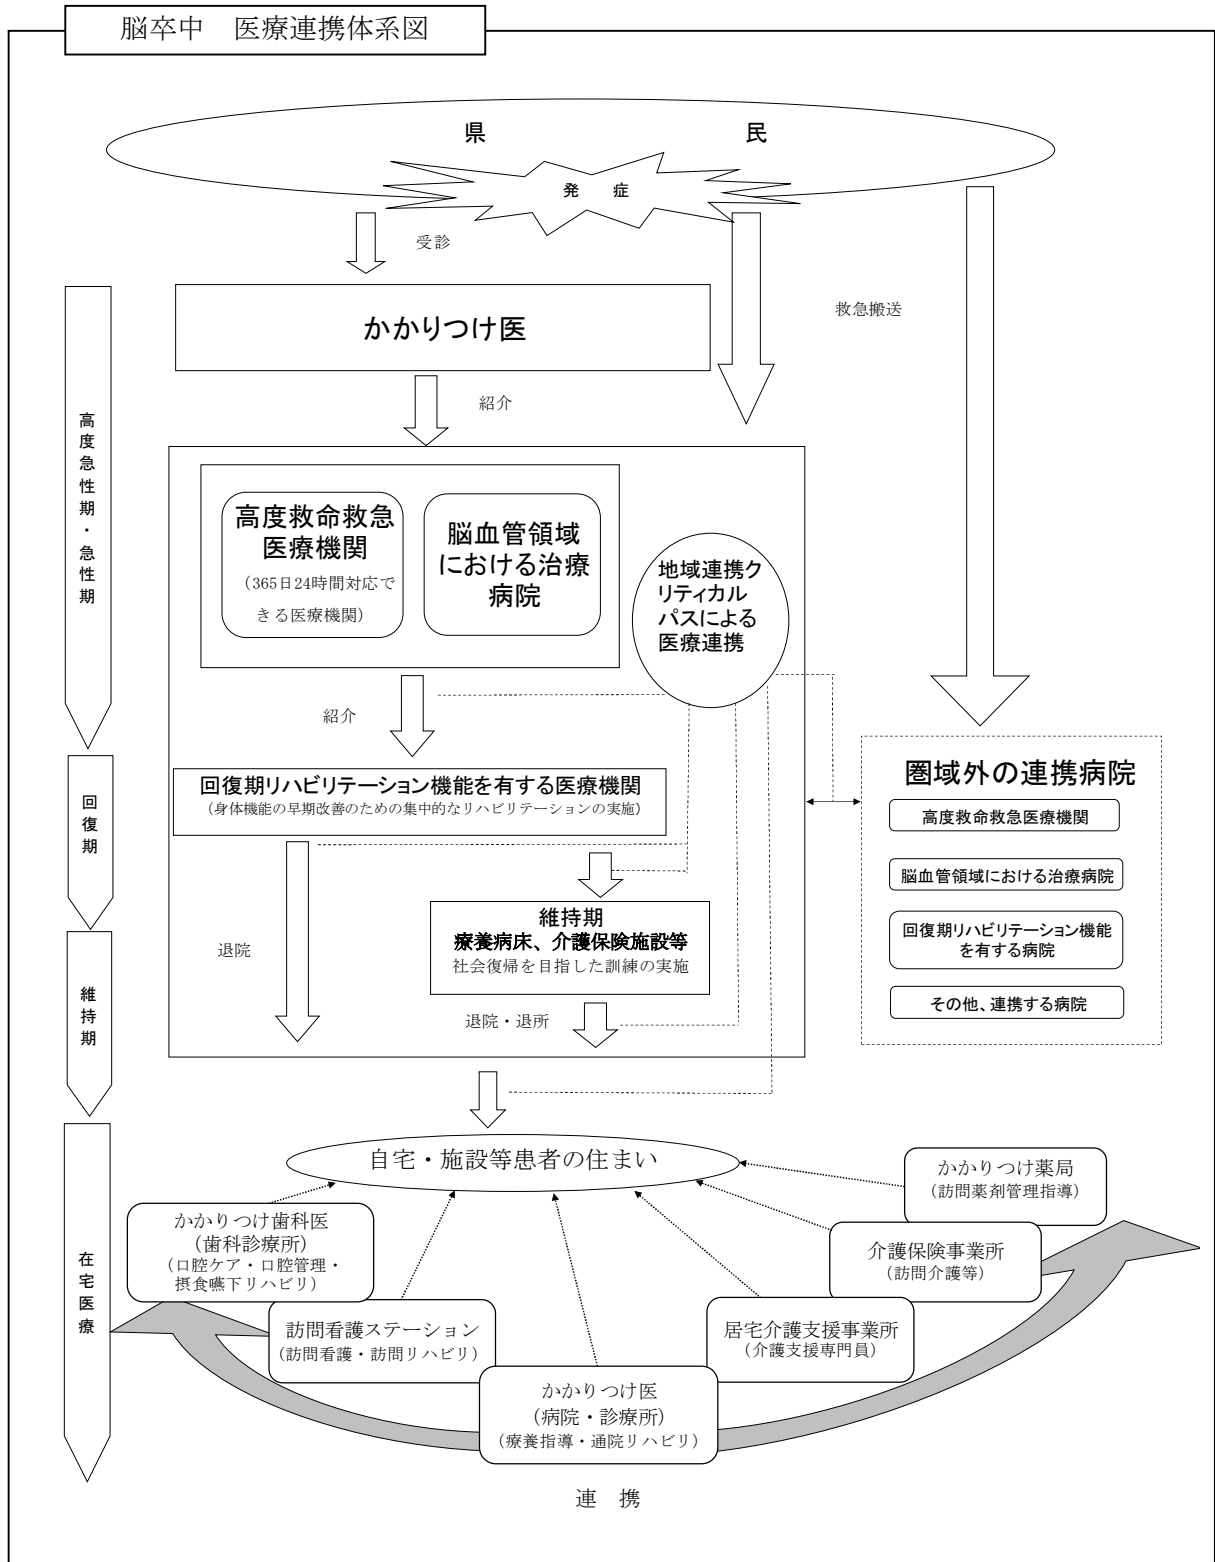 脳卒中　医療連携体系図
県　民
発　症
受診
救急搬送
かかりつけ医
紹介
高度急性期・急性期
高度救命救急
医療機関
（365日24時間対応で
きる医療機関）
脳血管領域
における治療
病院
地域連携ク
リティカル
パスによる
医療連携
紹介
回復期
回復期リハビリテーション機能を有する医療機関
（身体機能の早期改善のための集中的なリハビリテーションの実施）
圏域外の連携病院
高度救命救急医療機関
脳血管領域における治療病院
回復期リハビリテーション機能
を有する病院
その他、連携する病院
維持期
退院
維持期
療養病床、介護保険施設等
社会復帰を目指した訓練の実施
退院・退所
在宅医療
自宅・施設等患者の住まい
かかりつけ薬局
（訪問薬剤管理指導）
かかりつけ歯科医
（歯科診療所）
（口腔ケア・口腔管理・
摂食嚥下リハビリ）
介護保険事業所
（訪問介護等）
訪問看護ステーション
（訪問看護・訪問リハビリ）
居宅介護支援事業所
（介護支援専門員）
かかりつけ医
（病院・診療所）
（療養指導・通院リハビリ）
連　携